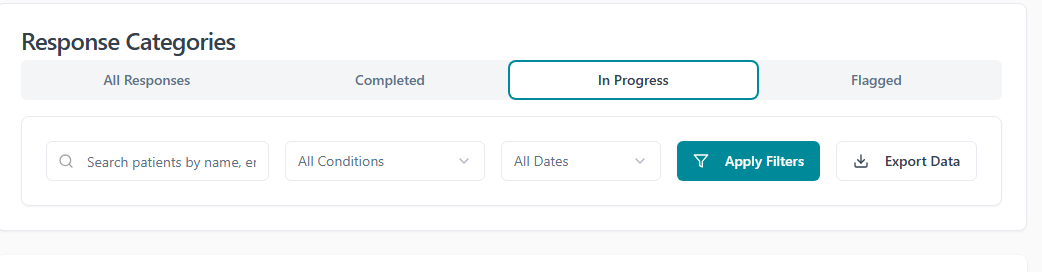 Response Categories
All Responses Completed In Progress Flagged
Search patients by name, er All Conditions All Dates Apply Filters Export Data